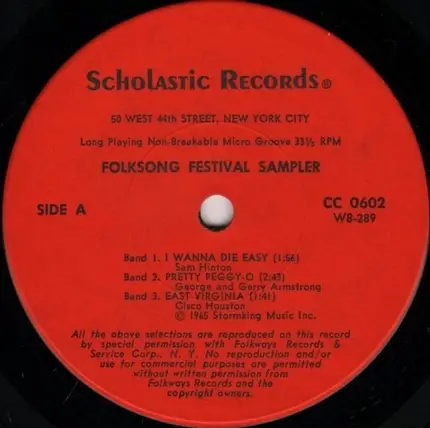 Scholastic Records®
50 WEST 44th STREET, NEW YORK CITY
Long Playing Non-Breakable Micro Groove 33⅓ RPM
FOLKSONG FESTIVAL SAMPLER
SIDE A
CC 0602
WB-289
Band 1. I WANNA DIE EASY (1:56)
Sam Hinton
Band 2. PRETTY PEGGY-O (2:43)
George and Gerry Armstrong
Band 3. EAST VIRGINIA (1:41)
Cisco Houston
© 1965 Stormking Music Inc.
All the above selections are reproduced on this record
by special permission with Folkways Records &
Service Corp., N. Y. No reproduction and/or
use for commercial purposes are permitted
without written permission from
Folkways Records and the
copyright owners.